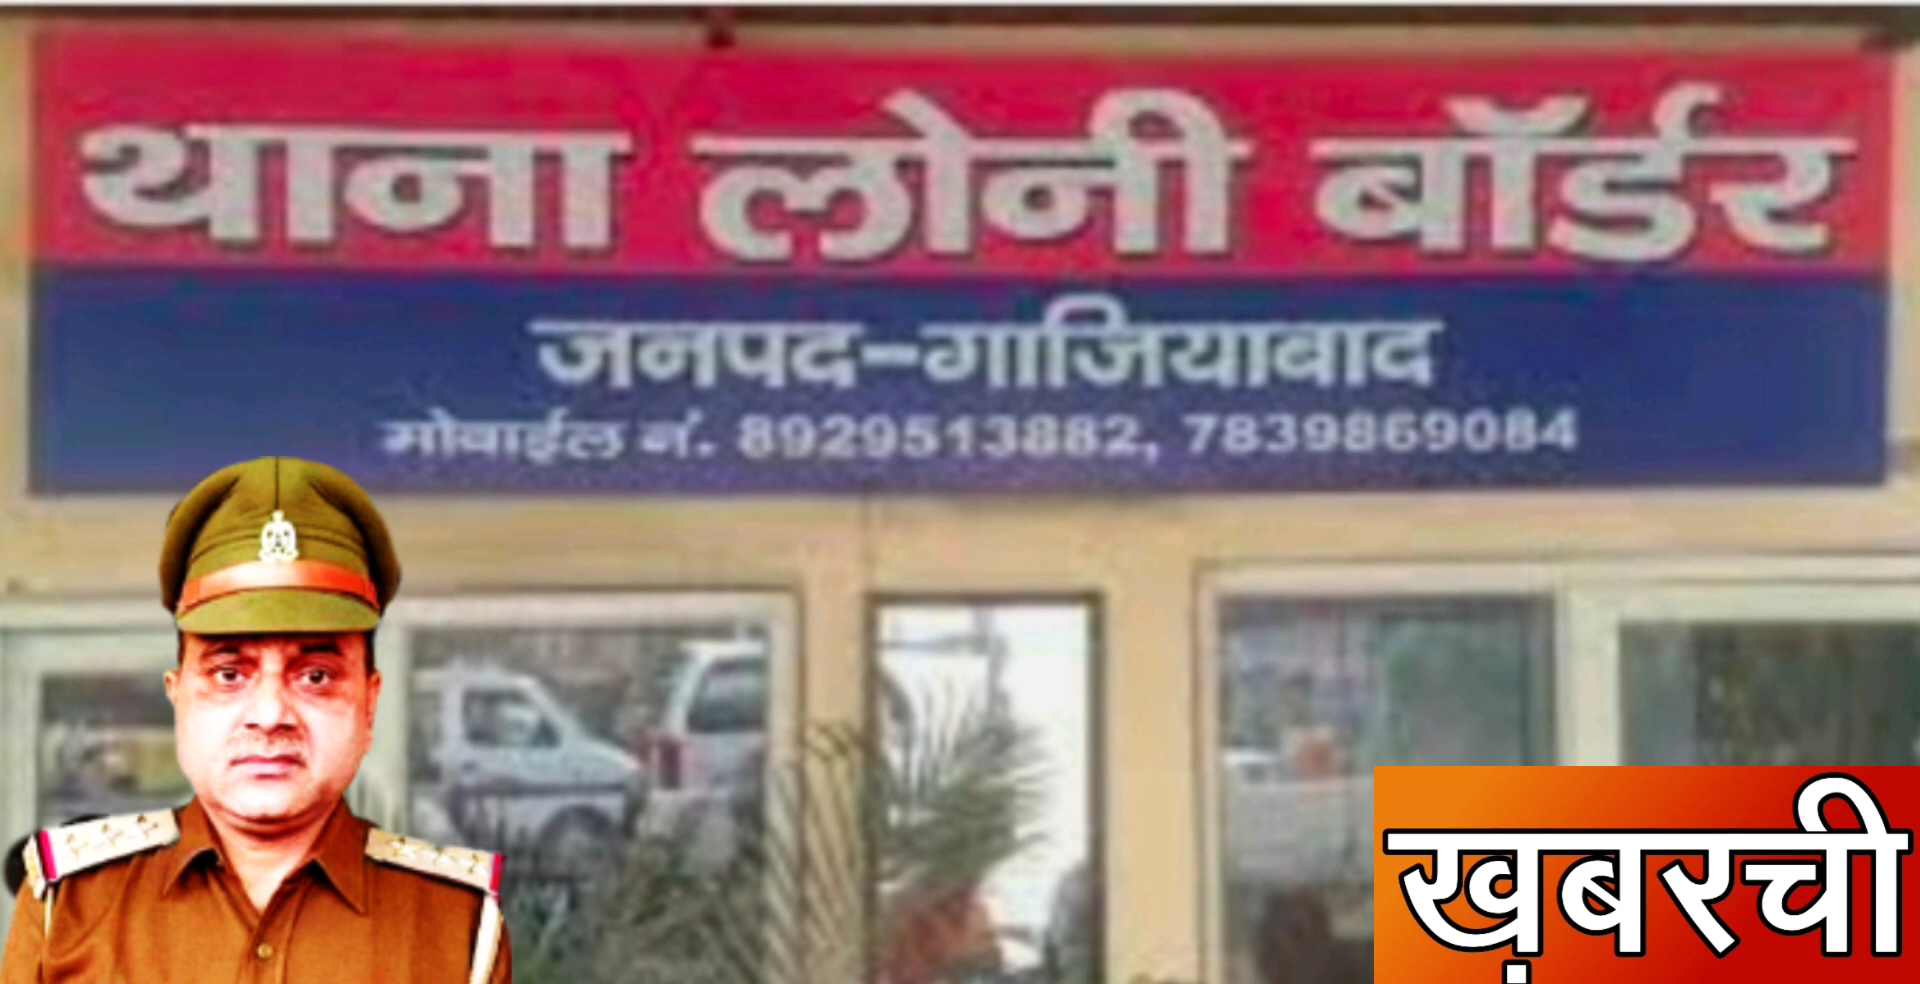 थाना लोनी बॉर्डर
जनपद-गाजियाबाद
मोबाईल नं. 8929513882, 7839869084
ख़बरची